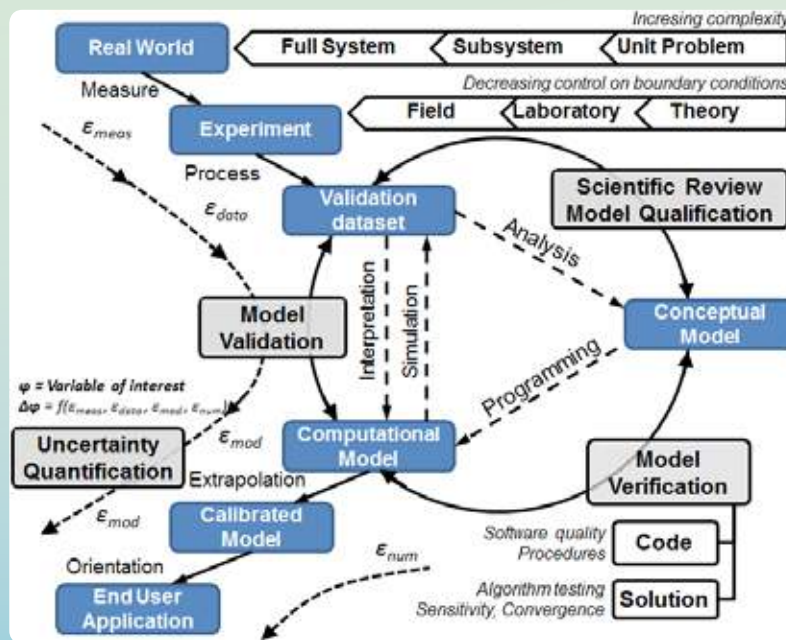 Incresing complexity
Real World
Full System
Subsystem
Unit Problem
Measure
Decreasing control on boundary conditions
Field
Laboratory
Theory
ε_meas
Experiment
Process
Validation
dataset
Scientific Review
Model Qualification
ε_data
Analysis
Model
Validation
Interpretation
Simulation
Conceptual
Model
φ = Variable of interest
Δφ = f(ε_meas, ε_data, ε_mod, ε_num)
Programming
Uncertainty
Quantification
ε_mod
Computational
Model
Model
Verification
Extrapolation
ε_mod
Calibrated
Model
Software quality
Procedures
Code
Orientation
ε_num
End User
Application
Algorithm testing
Sensitivity, Convergence
Solution